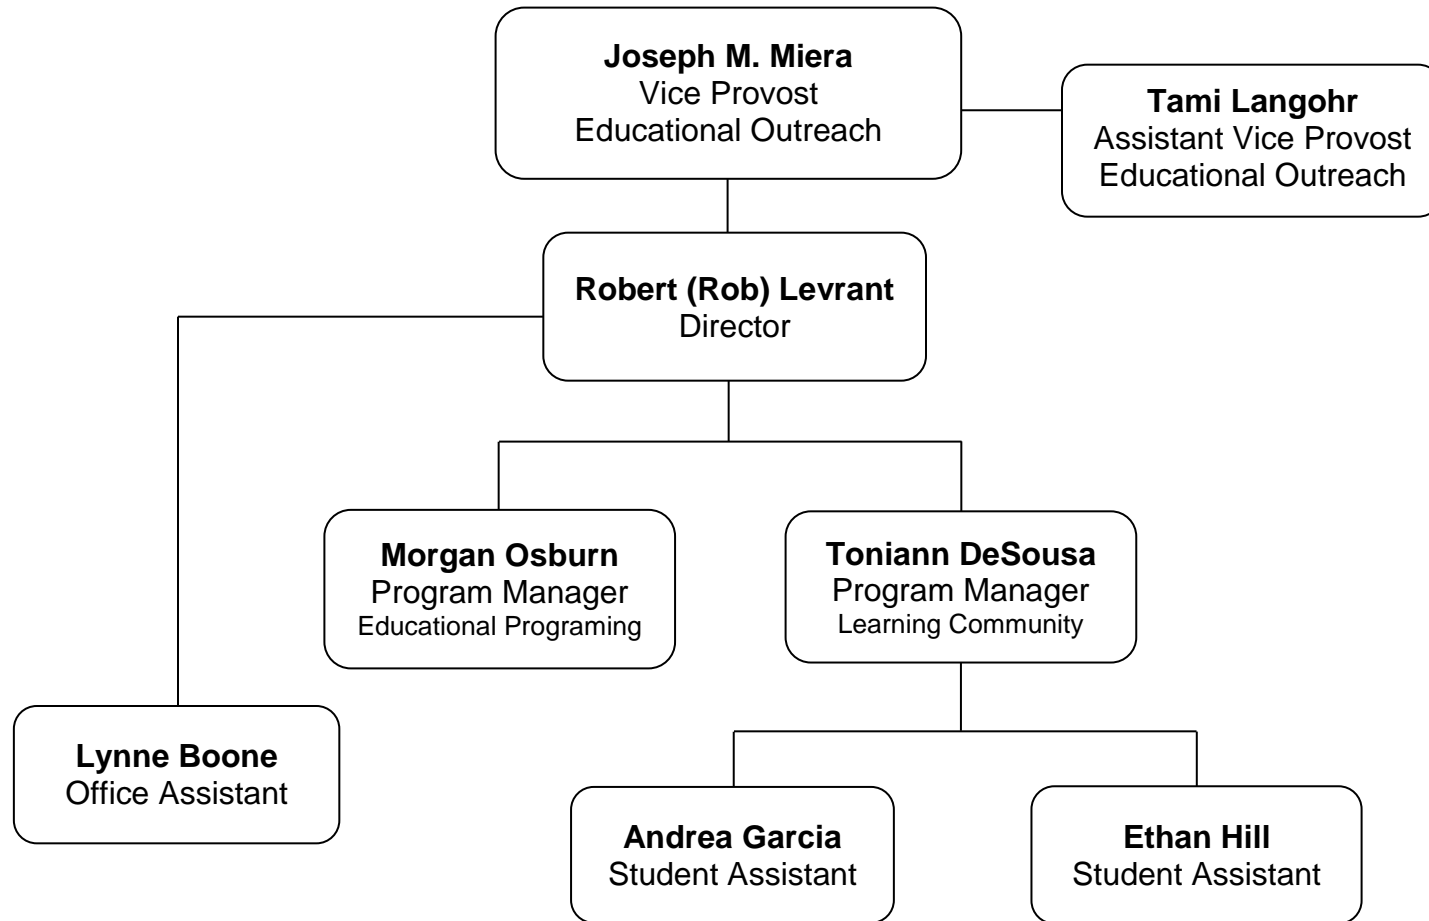 Joseph M. Miera
Vice Provost
Educational Outreach
Tami Langohr
Assistant Vice Provost
Educational Outreach
Robert (Rob) Levrant
Director
Morgan Osburn
Program Manager
Educational Programing
Toniann DeSousa
Program Manager
Learning Community
Lynne Boone
Office Assistant
Andrea Garcia
Student Assistant
Ethan Hill
Student Assistant